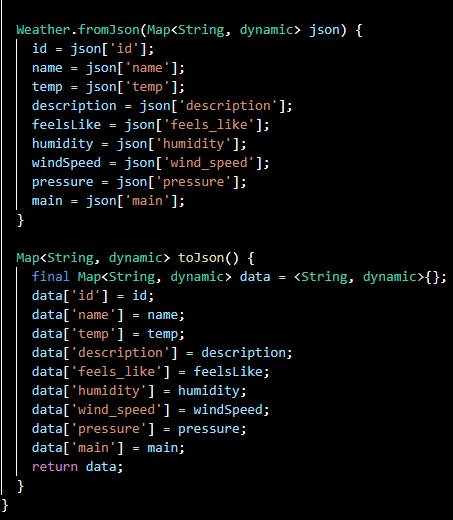 Weather.fromJson(Map<String, dynamic> json) {
id = json['id'];
name = json['name'];
temp = json['temp'];
description = json['description'];
feelsLike = json['feels_like'];
humidity = json['humidity'];
windSpeed = json['wind_speed'];
pressure = json['pressure'];
main = json['main'];
}
Map<String, dynamic> toJson() {
final Map<String, dynamic> data = <String, dynamic>{};
data['id'] = id;
data['name'] = name;
data['temp'] = temp;
data['description'] = description;
data['feels_like'] = feelsLike;
data['humidity'] = humidity;
data['wind_speed'] = windSpeed;
data['pressure'] = pressure;
data['main'] = main;
return data;
}
}